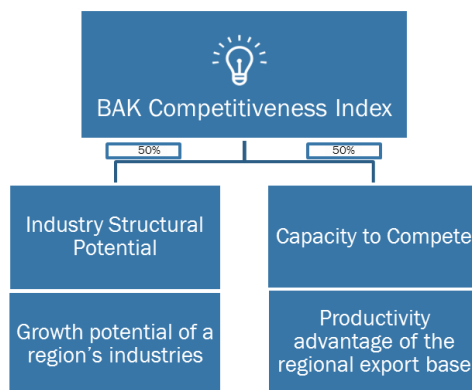 BAK Competitiveness Index
50%
50%
Industry Structural
Potential
Capacity to Compete
Growth potential of a
region's industries
Productivity
advantage of the
regional export base